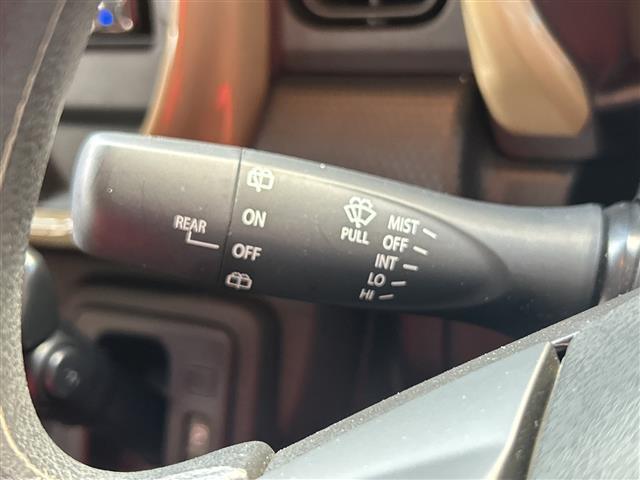 REAR
ON
OFF
PULL
MIST
OFF
INT
LO
HI